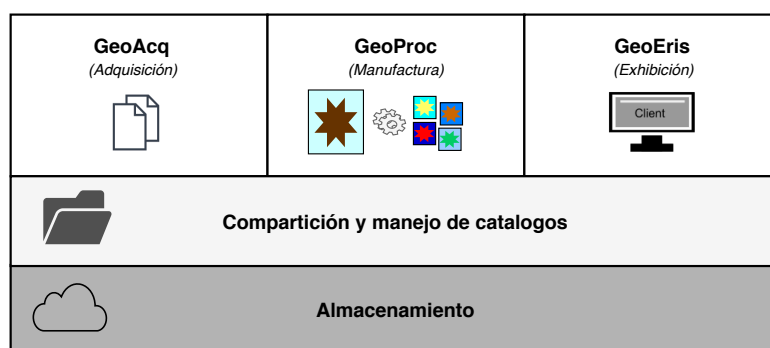 GeoAcq
(Adquisición)
GeoProc
(Manufactura)
GeoEris
(Exhibición)
Client
Compartición y manejo de catalogos
Almacenamiento